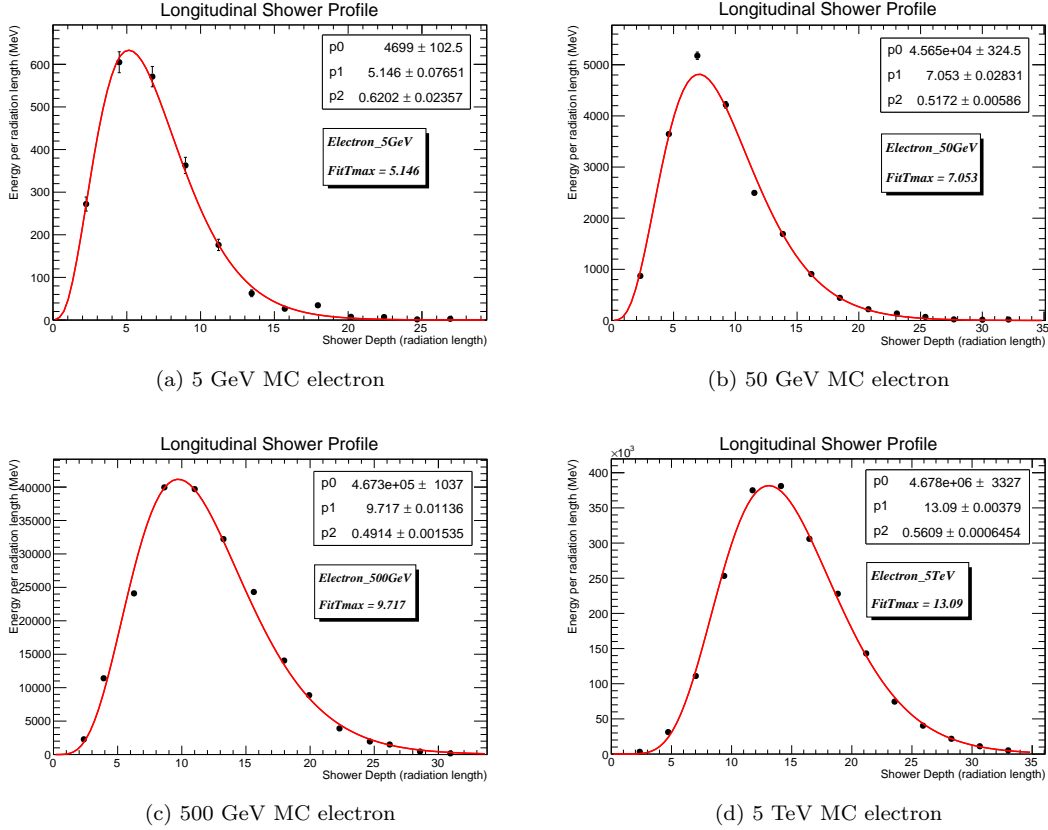 Longitudinal Shower Profile
Energy per radiation length (MeV)
600
500
400
300
200
100
0
p0 4699 ± 102.5
p1 5.146 ± 0.07651
p2 0.6202 ± 0.02357
Electron_5GeV
FitTmax = 5.146
0 5 10 15 20 25
Shower Depth (radiation length)
(a) 5 GeV MC electron
Longitudinal Shower Profile
Energy per radiation length (MeV)
5000
4000
3000
2000
1000
0
p0 4.565e+04 ± 324.5
p1 7.053 ± 0.02831
p2 0.5172 ± 0.00586
Electron_50GeV
FitTmax = 7.053
0 5 10 15 20 25 30 35
Shower Depth (radiation length)
(b) 50 GeV MC electron
Longitudinal Shower Profile
Energy per radiation length (MeV)
40000
35000
30000
25000
20000
15000
10000
5000
0
p0 4.673e+05 ± 1037
p1 9.717 ± 0.01136
p2 0.4914 ± 0.001535
Electron_500GeV
FitTmax = 9.717
0 5 10 15 20 25 30
Shower Depth (radiation length)
(c) 500 GeV MC electron
Longitudinal Shower Profile
×10³
Energy per radiation length (MeV)
400
350
300
250
200
150
100
50
0
p0 4.678e+06 ± 3327
p1 13.09 ± 0.00379
p2 0.5609 ± 0.0006454
Electron_5TeV
FitTmax = 13.09
0 5 10 15 20 25 30 35
Shower Depth (radiation length)
(d) 5 TeV MC electron